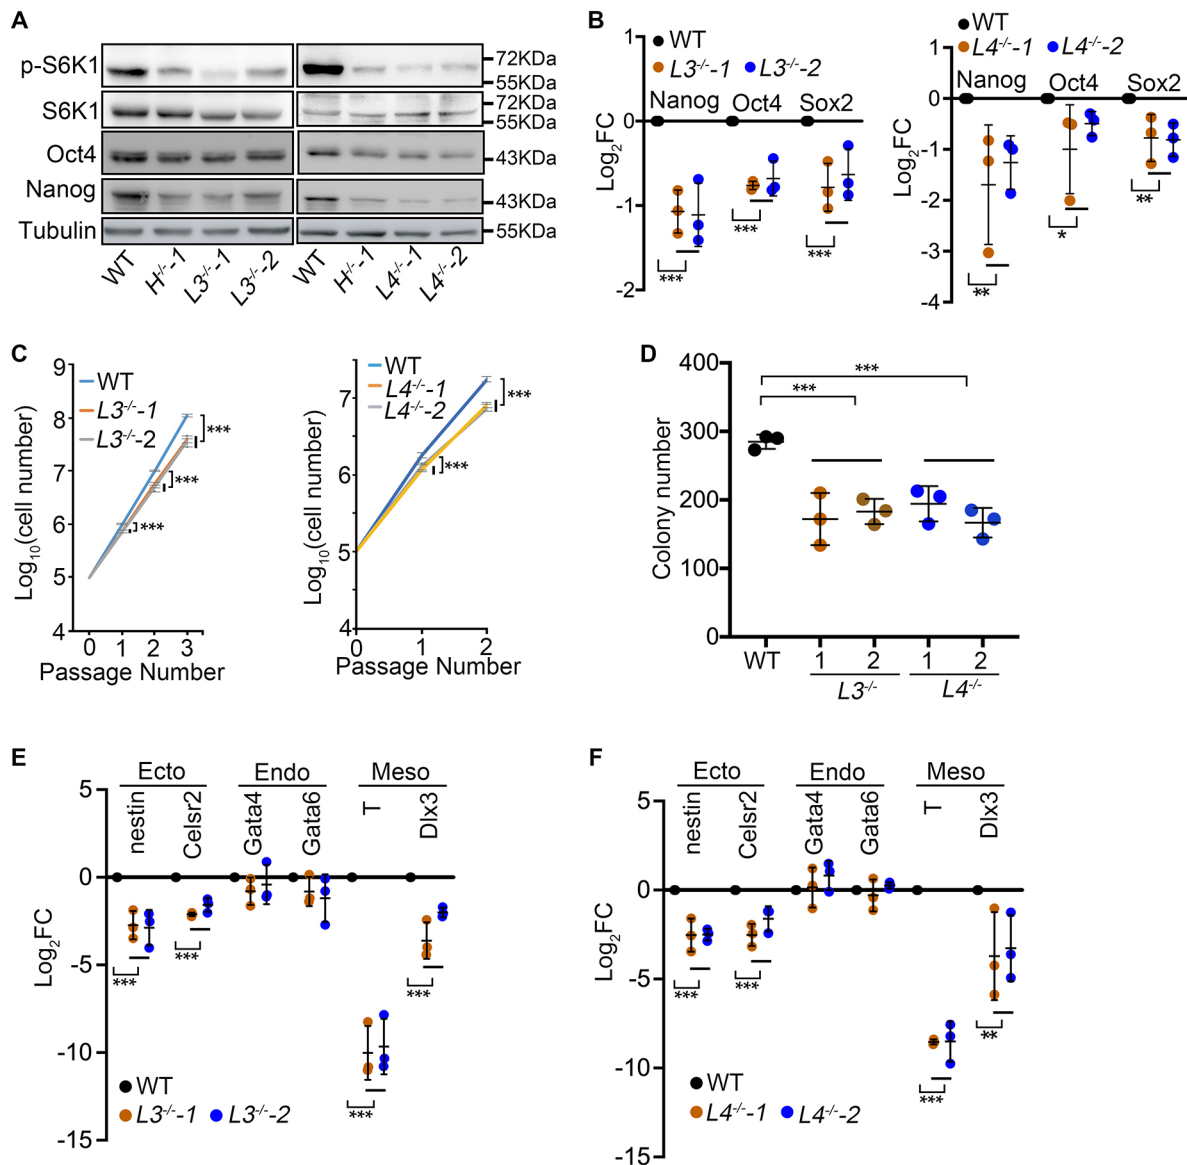 A
p-S6K1
72KDa
55KDa
S6K1
72KDa
55KDa
Oct4
43KDa
Nanog
43KDa
Tubulin
55KDa
WT H-/--1 L3-/--1 L3-/--2 WT H-/--1 L4-/--1 L4-/--2
B
WT
L3-/--1 L3-/--2
Nanog Oct4 Sox2
Log2FC
1
0
-1
-2
*** *** ***
WT
L4-/--1 L4-/--2
Nanog Oct4 Sox2
Log2FC
1
0
-1
-2
-3
-4
** * **
C
WT
L3-/--1
L3-/--2
Log10(cell number)
9
8
7
6
5
4
*** *** ***
0 1 2 3
Passage Number
WT
L4-/--1
L4-/--2
Log10(cell number)
7
6
5
4
*** ***
0 1 2
Passage Number
D
Colony number
400
300
200
100
0
***
***
WT 1 2 1 2
L3-/- L4-/-
E
Ecto Endo Meso
nestin Celsr2 Gata4 Gata6 T Dlx3
Log2FC
5
0
-5
-10
-15
*** *** *** ***
WT
L3-/--1 L3-/--2
F
Ecto Endo Meso
nestin Celsr2 Gata4 Gata6 T Dlx3
Log2FC
5
0
-5
-10
-15
*** *** *** **
WT
L4-/--1 L4-/--2